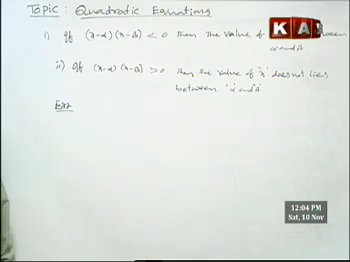 Topic: Quadratic Equations
i) If (x-α)(x-β) < 0 then the value of
α and β
ii) If (x-α)(x-β) > 0 then the value of 'x' does not lies
between 'α' and 'β'
Ex:
KA
12:04 PM
Sat, 10 Nov